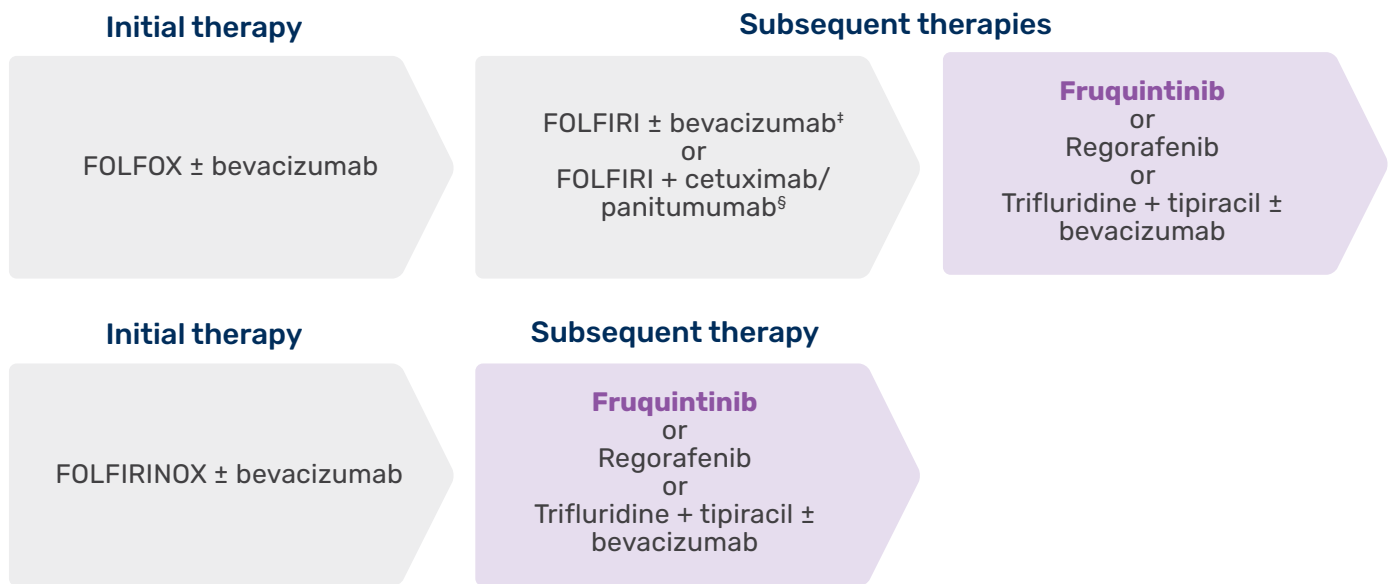 Initial therapy
Subsequent therapies
FOLFOX ± bevacizumab
FOLFIRI ± bevacizumab‡
or
FOLFIRI + cetuximab/
panitumumab§
Fruquintinib
or
Regorafenib
or
Trifluridine + tipiracil ±
bevacizumab
Initial therapy
Subsequent therapy
FOLFIRINOX ± bevacizumab
Fruquintinib
or
Regorafenib
or
Trifluridine + tipiracil ±
bevacizumab